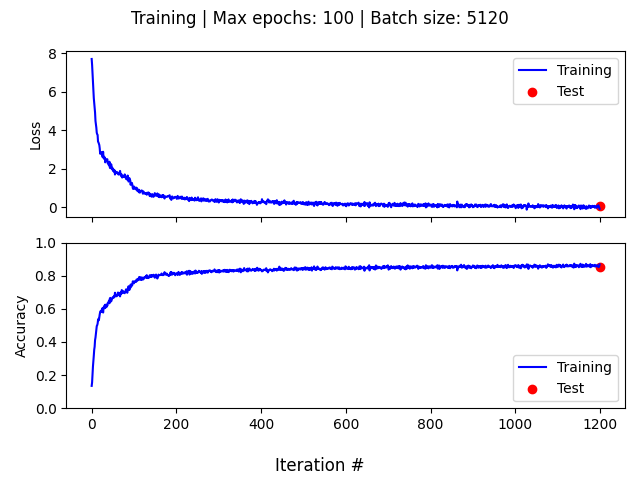 Training | Max epochs: 100 | Batch size: 5120
8
6
4
2
0
Loss
Training
Test
1.0
0.8
0.6
0.4
0.2
0.0
Accuracy
Training
Test
0 200 400 600 800 1000 1200
Iteration #